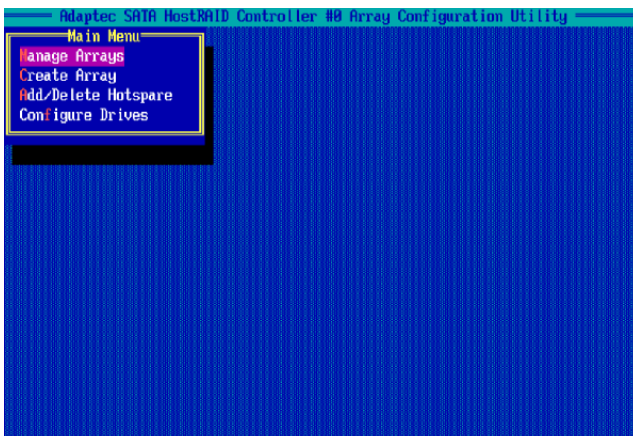 Adaptec SATA HostRAID Controller #0 Array Configuration Utility
Main Menu
Manage Arrays
Create Array
Add/Delete Hotspare
Configure Drives